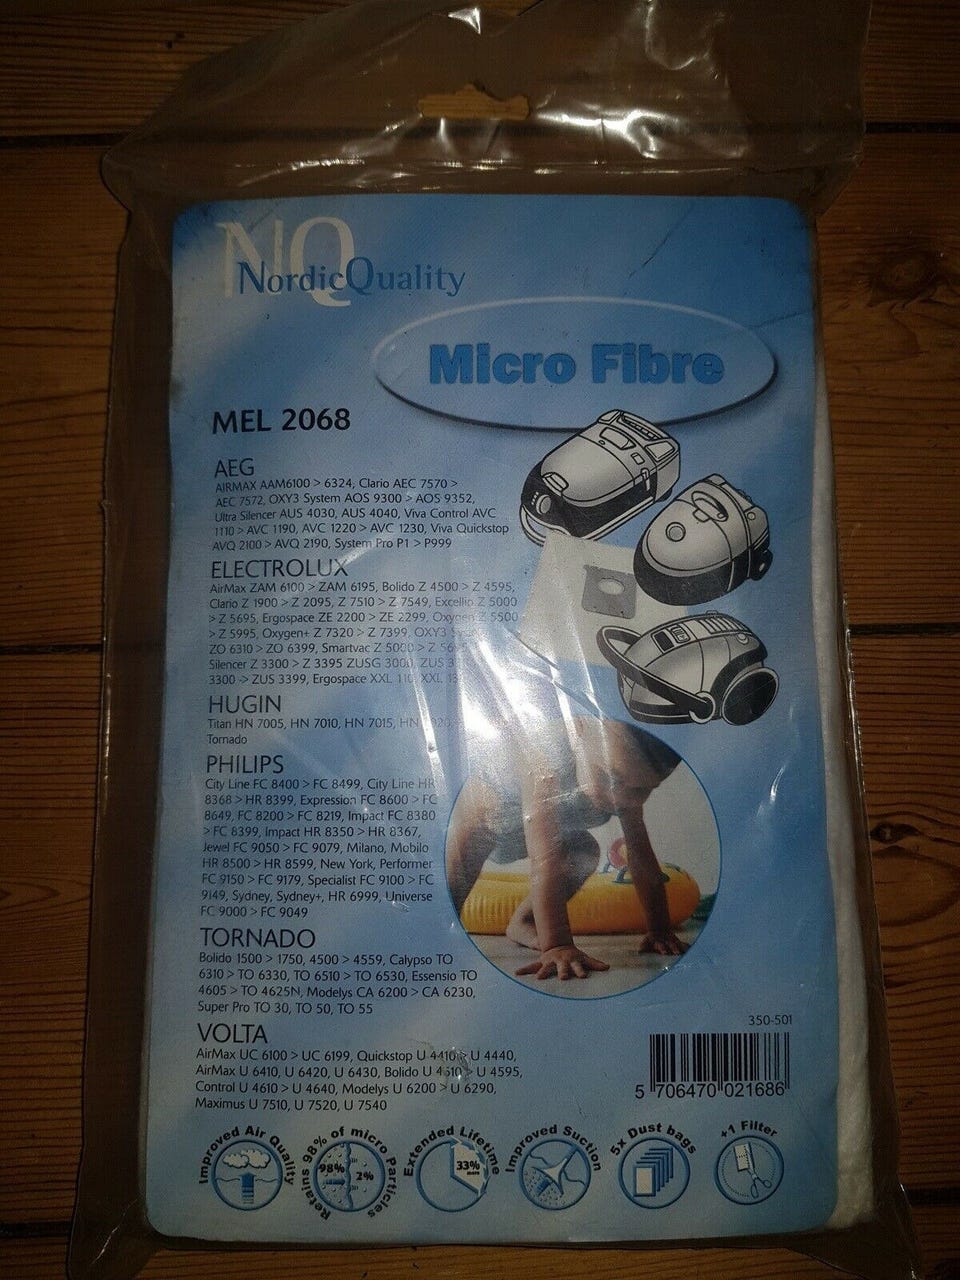 NQ
NordicQuality
Micro Fibre
MEL 2068
AEG
AIRMAX AAM6100 > 6324, Clario AEC 7570 >
AEC 7572, OXY3 System AOS 9300 > AOS 9352,
Ultra Silencer AUS 4030, AUS 4040, Viva Control AVC
1110 > AVC 1190, AVC 1220 > AVC 1230, Viva Quickstop
AVQ 2100 > AVQ 2190, System Pro P1 > P999
ELECTROLUX
AirMax ZAM 6100 > ZAM 6195, Bolido Z 4500 > Z 4595,
Clario Z 1900 > Z 2095, Z 7510 > Z 7549, Excellio Z 5000
> Z 5695, Ergospace ZE 2200 > ZE 2299, Oxygen Z 5500
> Z 5995, Oxygen+ Z 7320 > Z 7399, OXY3
ZO 6310 > ZO 6399, Smartvac Z 5000 >
Silencer Z 3300 > Z 3395 ZUSG 3000, ZUS
3300 -> ZUS 3399, Ergospace XXL 110, XXL
HUGIN
Titan HN 7005, HN 7010, HN 7015, HN
Tornado
PHILIPS
City Line FC 8400 > FC 8499, City Line HR
8368 > HR 8399, Expression FC 8600 > FC
8649, FC 8200 > FC 8219, Impact FC 8380
> FC 8399, Impact HR 8350 > HR 8367,
Jewel FC 9050 > FC 9079, Milano, Mobilo
HR 8500 > HR 8599, New York, Performer
FC 9150 > FC 9179, Specialist FC 9100 > FC
9149, Sydney, Sydney+, HR 6999, Universe
FC 9000 > FC 9049
TORNADO
Bolido 1500 > 1750, 4500 > 4559, Calypso TO
6310 > TO 6330, TO 6510 > TO 6530, Essensio TO
4605 > TO 4625N, Modelys CA 6200 > CA 6230,
Super Pro TO 30, TO 50, TO 55
VOLTA
AirMax UC 6100 > UC 6199, Quickstop U 4410 > U 4440,
AirMax U 6410, U 6420, U 6430, Bolido U 4510 > U 4595,
Control U 4610 > U 4640, Modelys U 6200 > U 6290,
Maximus U 7510, U 7520, U 7540
350-501
5 706470 021686
Improved Air Quality
Retains 98% of micro Particles
98%
2%
Extended Lifetime
33%
more
Improved Suction
5x Dust bags
+1 Filter